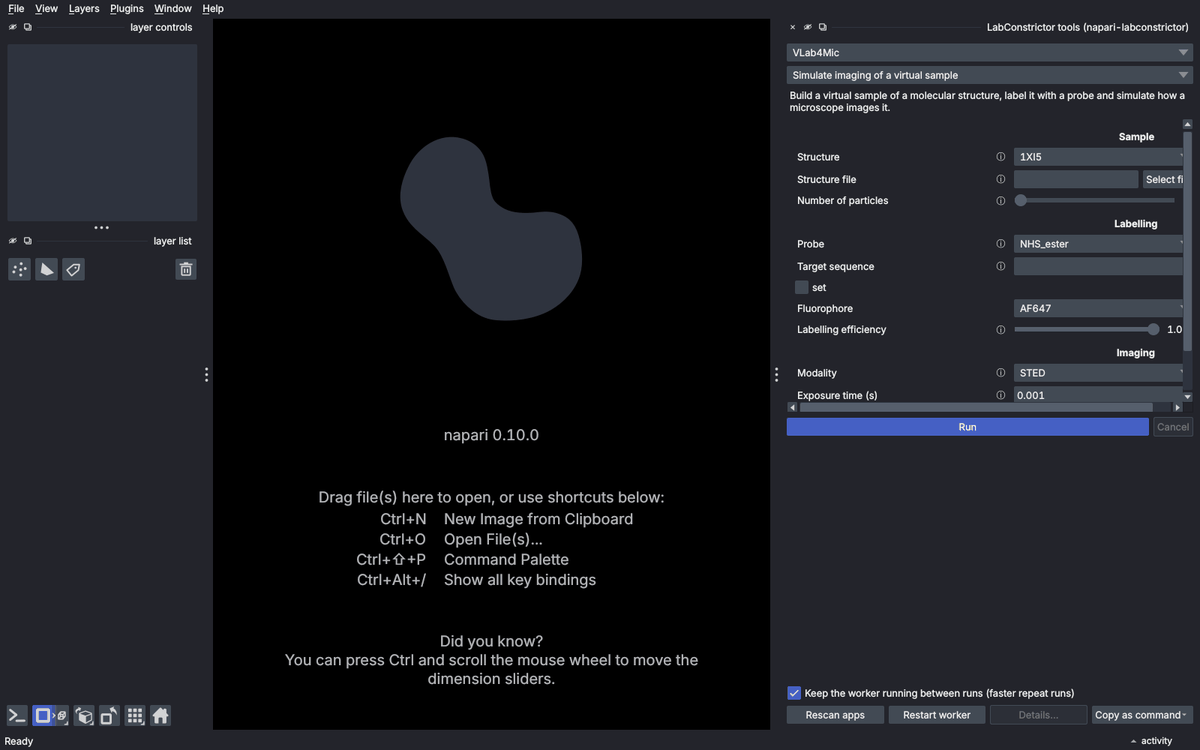 File View Layers Plugins Window Help
layer controls
layer list
napari 0.10.0
Drag file(s) here to open, or use shortcuts below:
Ctrl+N New Image from Clipboard
Ctrl+O Open File(s)...
Ctrl+⇧+P Command Palette
Ctrl+Alt+/ Show all key bindings
Did you know?
You can press Ctrl and scroll the mouse wheel to move the
dimension sliders.
LabConstrictor tools (napari-labconstrictor)
VLab4Mic
Simulate imaging of a virtual sample
Build a virtual sample of a molecular structure, label it with a probe and simulate how a
microscope images it.
Sample
Structure 1XI5
Structure file Select fi
Number of particles
Labelling
Probe NHS_ester
Target sequence
set
Fluorophore AF647
Labelling efficiency 1.0
Imaging
Modality STED
Exposure time (s) 0.001
Run Cancel
Keep the worker running between runs (faster repeat runs)
Rescan apps Restart worker Details... Copy as command
Ready
activity